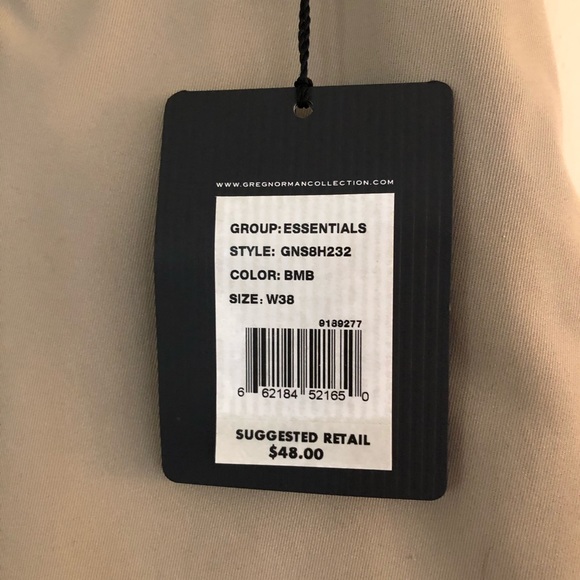 WWW.GREGNORMANCOLLECTION.COM
GROUP: ESSENTIALS
STYLE: GNS8H232
COLOR: BMB
SIZE: W38
9189277
6 62184 52165 0
SUGGESTED RETAIL
$48.00